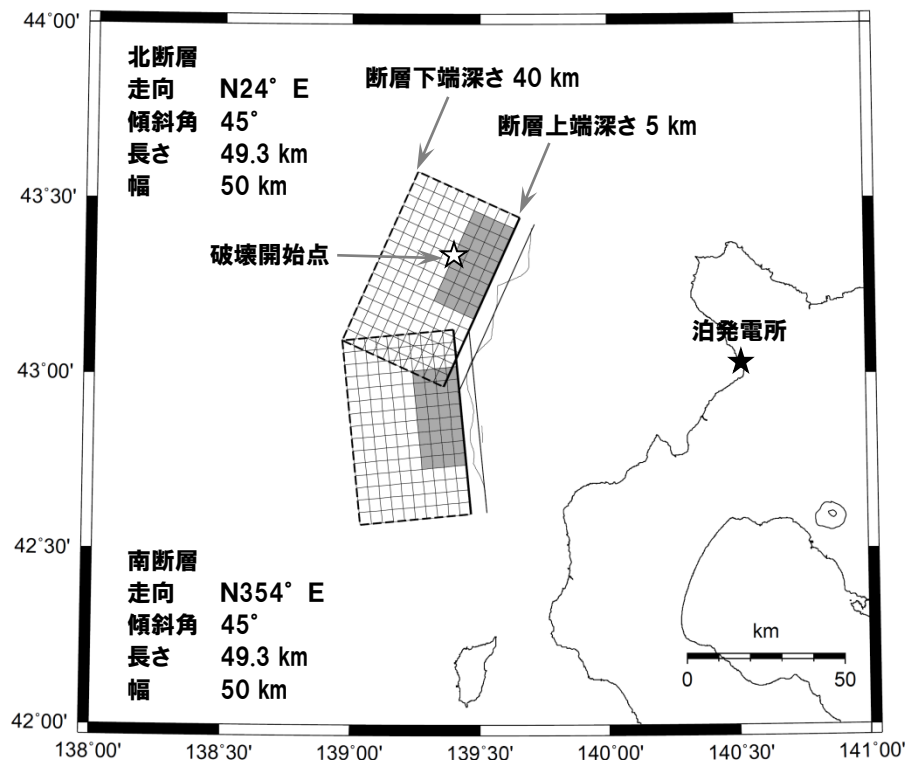 44°00'
北断層
走向 N24° E
傾斜角 45°
長さ 49.3 km
幅 50 km
断層下端深さ 40 km
断層上端深さ 5 km
43°30'
破壊開始点
泊発電所
43°00'
42°30'
南断層
走向 N354° E
傾斜角 45°
長さ 49.3 km
幅 50 km
km
0 50
42°00'
138°00' 138°30' 139°00' 139°30' 140°00' 140°30' 141°00'